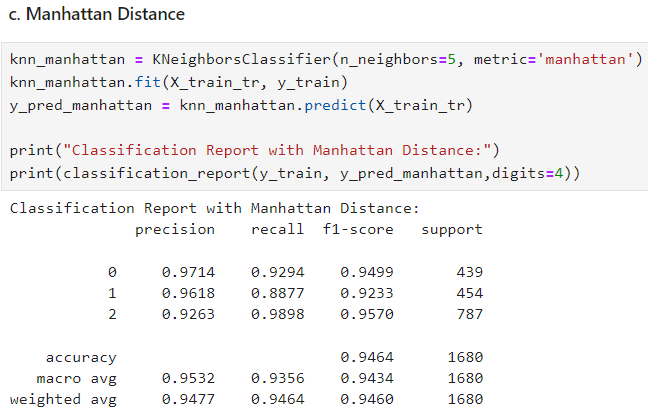 c. Manhattan Distance
knn_manhattan = KNeighborsClassifier(n_neighbors=5, metric='manhattan')
knn_manhattan.fit(X_train_tr, y_train)
y_pred_manhattan = knn_manhattan.predict(X_train_tr)
print("Classification Report with Manhattan Distance:")
print(classification_report(y_train, y_pred_manhattan,digits=4))
Classification Report with Manhattan Distance:
precision recall f1-score support
0 0.9714 0.9294 0.9499 439
1 0.9618 0.8877 0.9233 454
2 0.9263 0.9898 0.9570 787
accuracy 0.9464 1680
macro avg 0.9532 0.9356 0.9434 1680
weighted avg 0.9477 0.9464 0.9460 1680